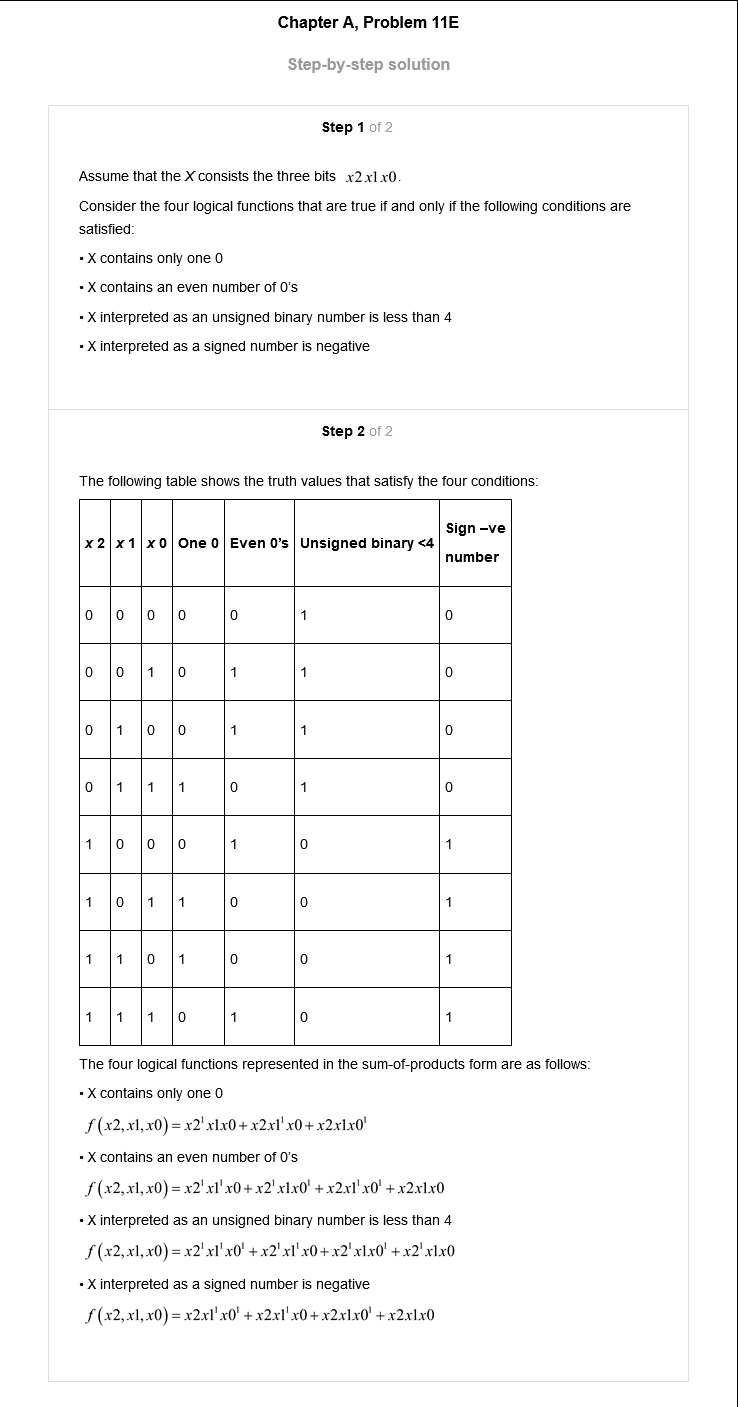 Chapter A, Problem 11E
Step-by-step solution
Step 1 of 2
Assume that the X consists the three bits x2 x1 x0.
Consider the four logical functions that are true if and only if the following conditions are
satisfied:
• X contains only one 0
• X contains an even number of 0's
• X interpreted as an unsigned binary number is less than 4
• X interpreted as a signed number is negative
Step 2 of 2
The following table shows the truth values that satisfy the four conditions:
x 2 x 1 x 0 One 0 Even 0's Unsigned binary <4 Sign –ve number
0 0 0 0 0 1 0
0 0 1 0 1 1 0
0 1 0 0 1 1 0
0 1 1 1 0 1 0
1 0 0 0 1 0 1
1 0 1 1 0 0 1
1 1 0 1 0 0 1
1 1 1 0 1 0 1
The four logical functions represented in the sum-of-products form are as follows:
• X contains only one 0
f(x2,x1,x0) = x2'x1x0 + x2x1'x0 + x2x1x0'
• X contains an even number of 0's
f(x2,x1,x0) = x2'x1'x0 + x2'x1x0' + x2x1'x0' + x2x1x0
• X interpreted as an unsigned binary number is less than 4
f(x2,x1,x0) = x2'x1'x0' + x2'x1'x0 + x2'x1x0' + x2'x1x0
• X interpreted as a signed number is negative
f(x2,x1,x0) = x2x1'x0' + x2x1'x0 + x2x1x0' + x2x1x0